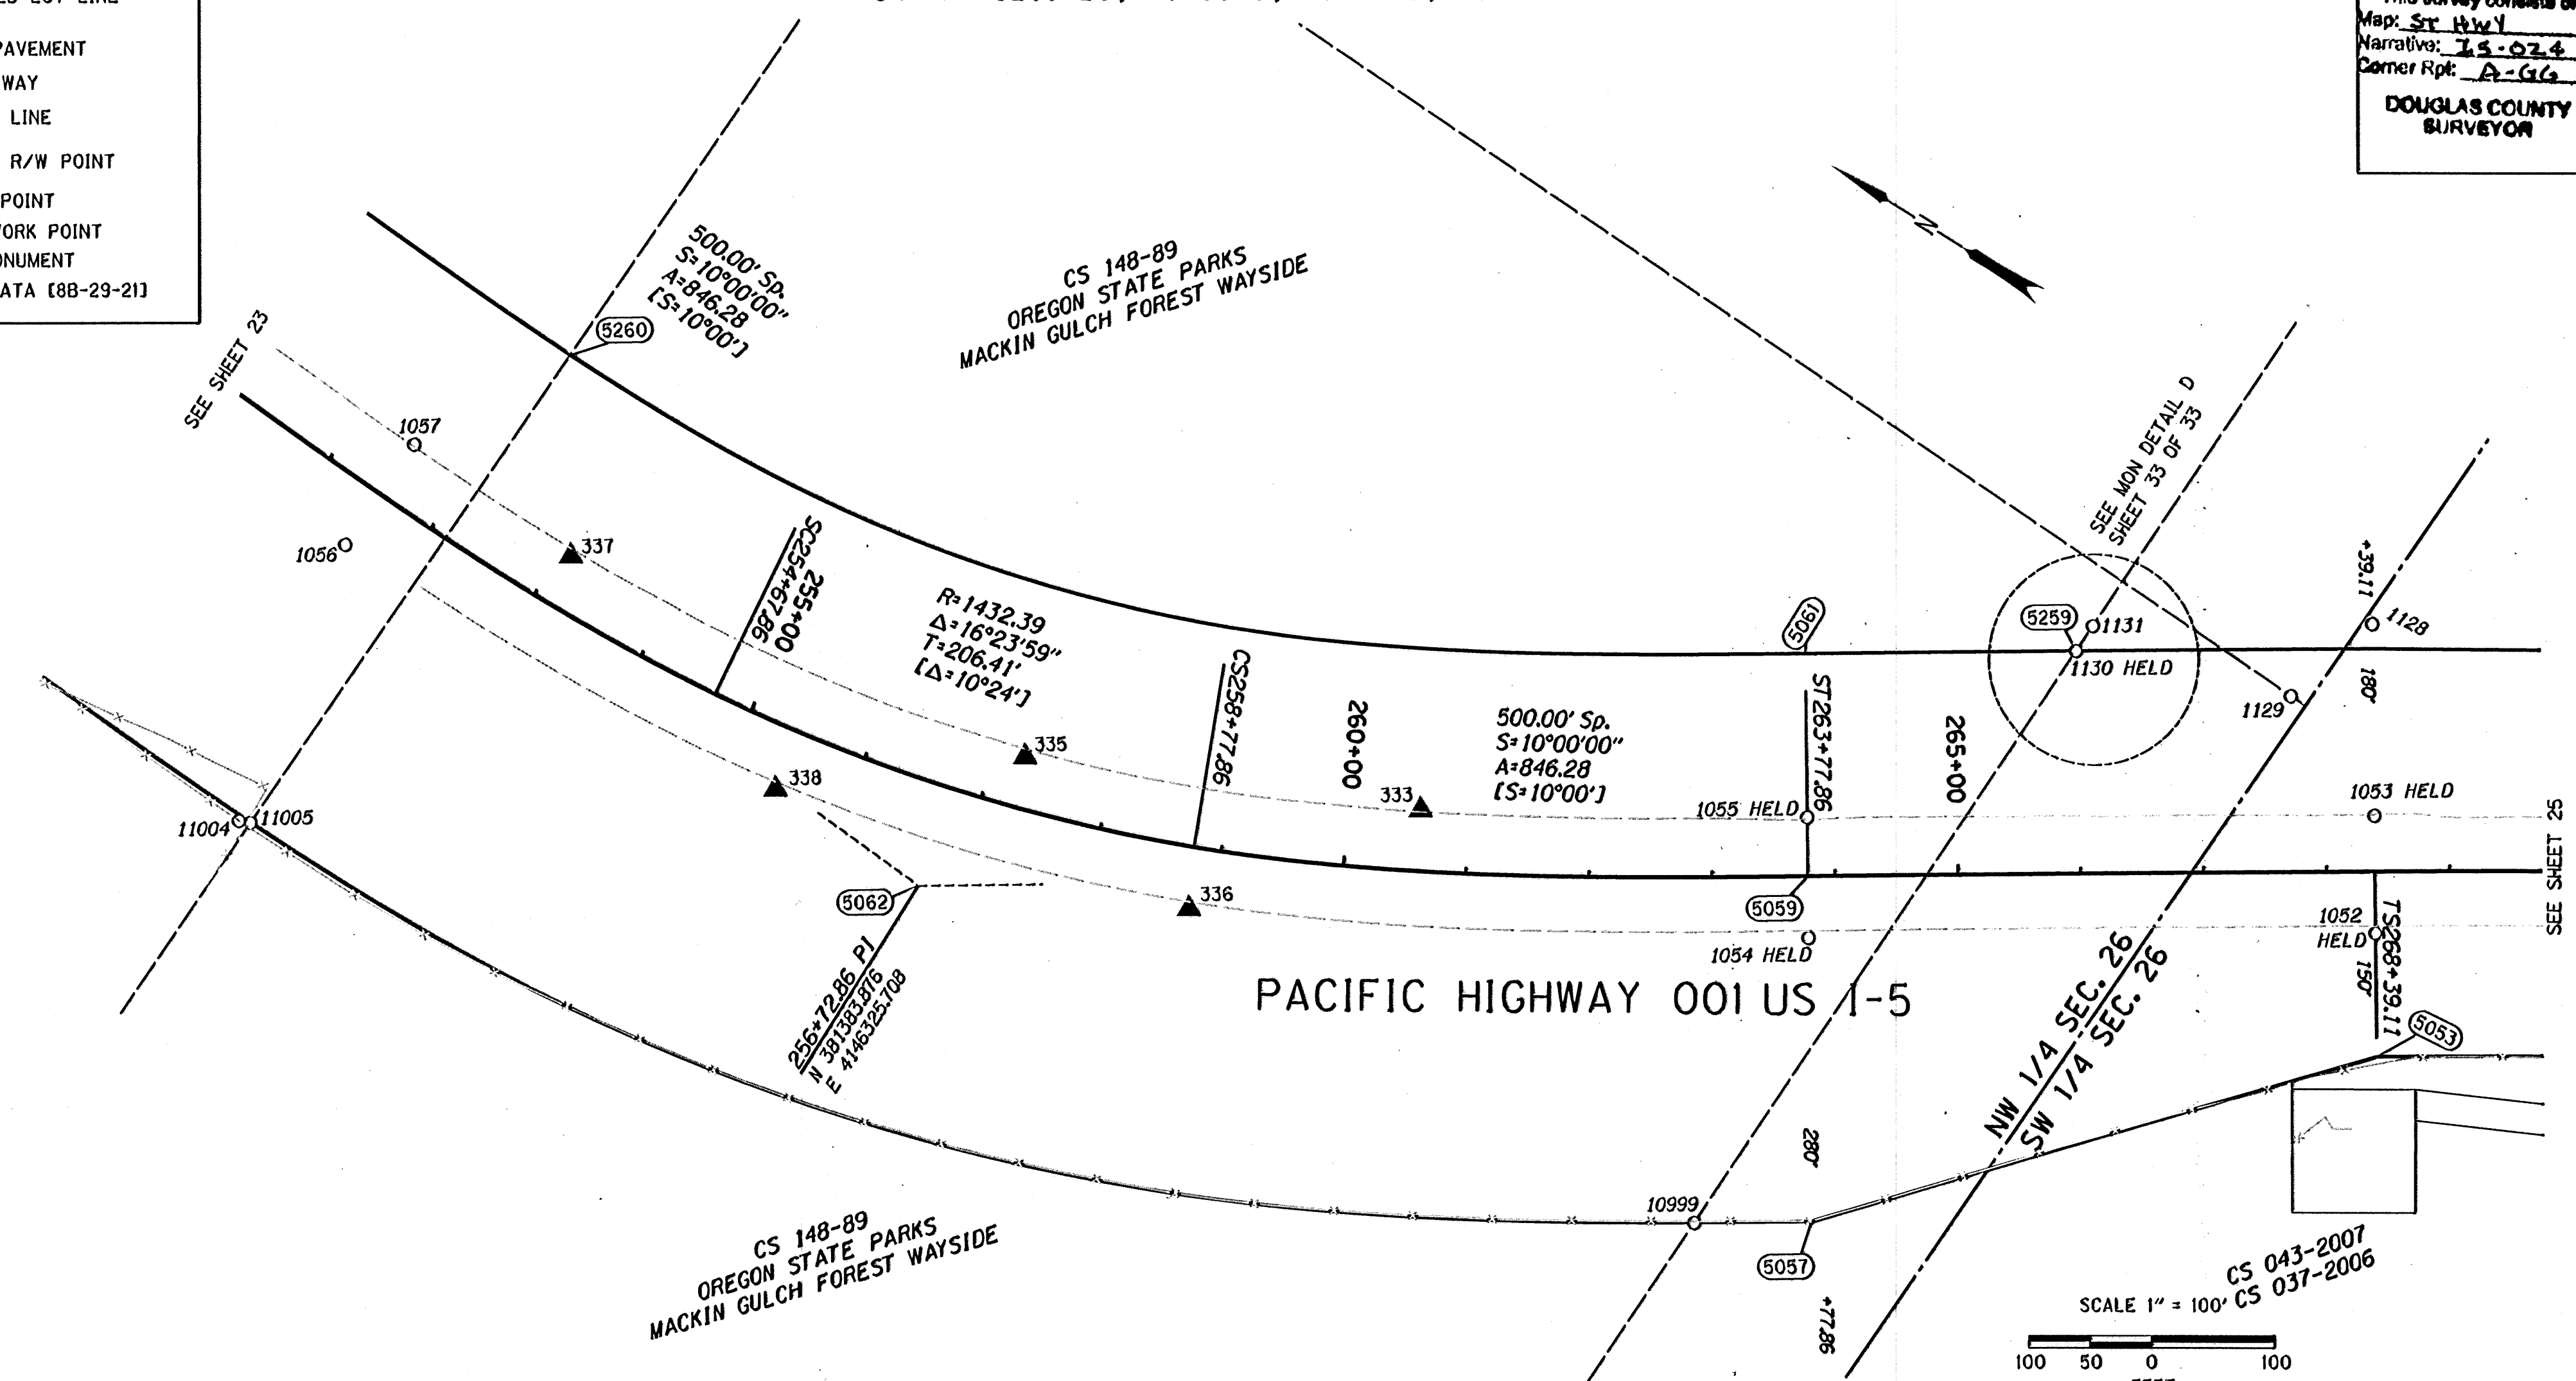 PAVEMENT
WAY
LINE
R/W POINT
POINT
WORK POINT
MONUMENT
DATA [8B-29-21]
Map: ST HWY
Narrative: IS-024
Corner Rpt: A-GG
DOUGLAS COUNTY
SURVEYOR
N
500.00' Sp.
S=10°00'00"
A=846.28
[S=10°00']
5260
CS 148-89
OREGON STATE PARKS
MACKIN GULCH FOREST WAYSIDE
SEE SHEET 23
1057
1056
337
SC254+67.86
255+00
R=1432.39
Δ=16°23'59"
T=206.41'
[Δ=10°24']
335
338
CS258+77.86
260+00
333
500.00' Sp.
S=10°00'00"
A=846.28
[S=10°00']
5061
ST263+77.86
1055 HELD
265+00
SEE MON DETAIL D
SHEET 33 OF 33
5259
1131
1130 HELD
+39.11
1128
180'
1129
1053 HELD
SEE SHEET 25
11004
11005
5062
256+72.86 PI
N 381383.876
E 4146325.708
336
5059
1054 HELD
PACIFIC HIGHWAY 001 US I-5
1052
HELD
TS268+39.11
150'
5053
NW 1/4 SEC. 26
SW 1/4 SEC. 26
280'
10999
5057
+77.86
CS 148-89
OREGON STATE PARKS
MACKIN GULCH FOREST WAYSIDE
CS 043-2007
CS 037-2006
SCALE 1" = 100'
100 50 0 100